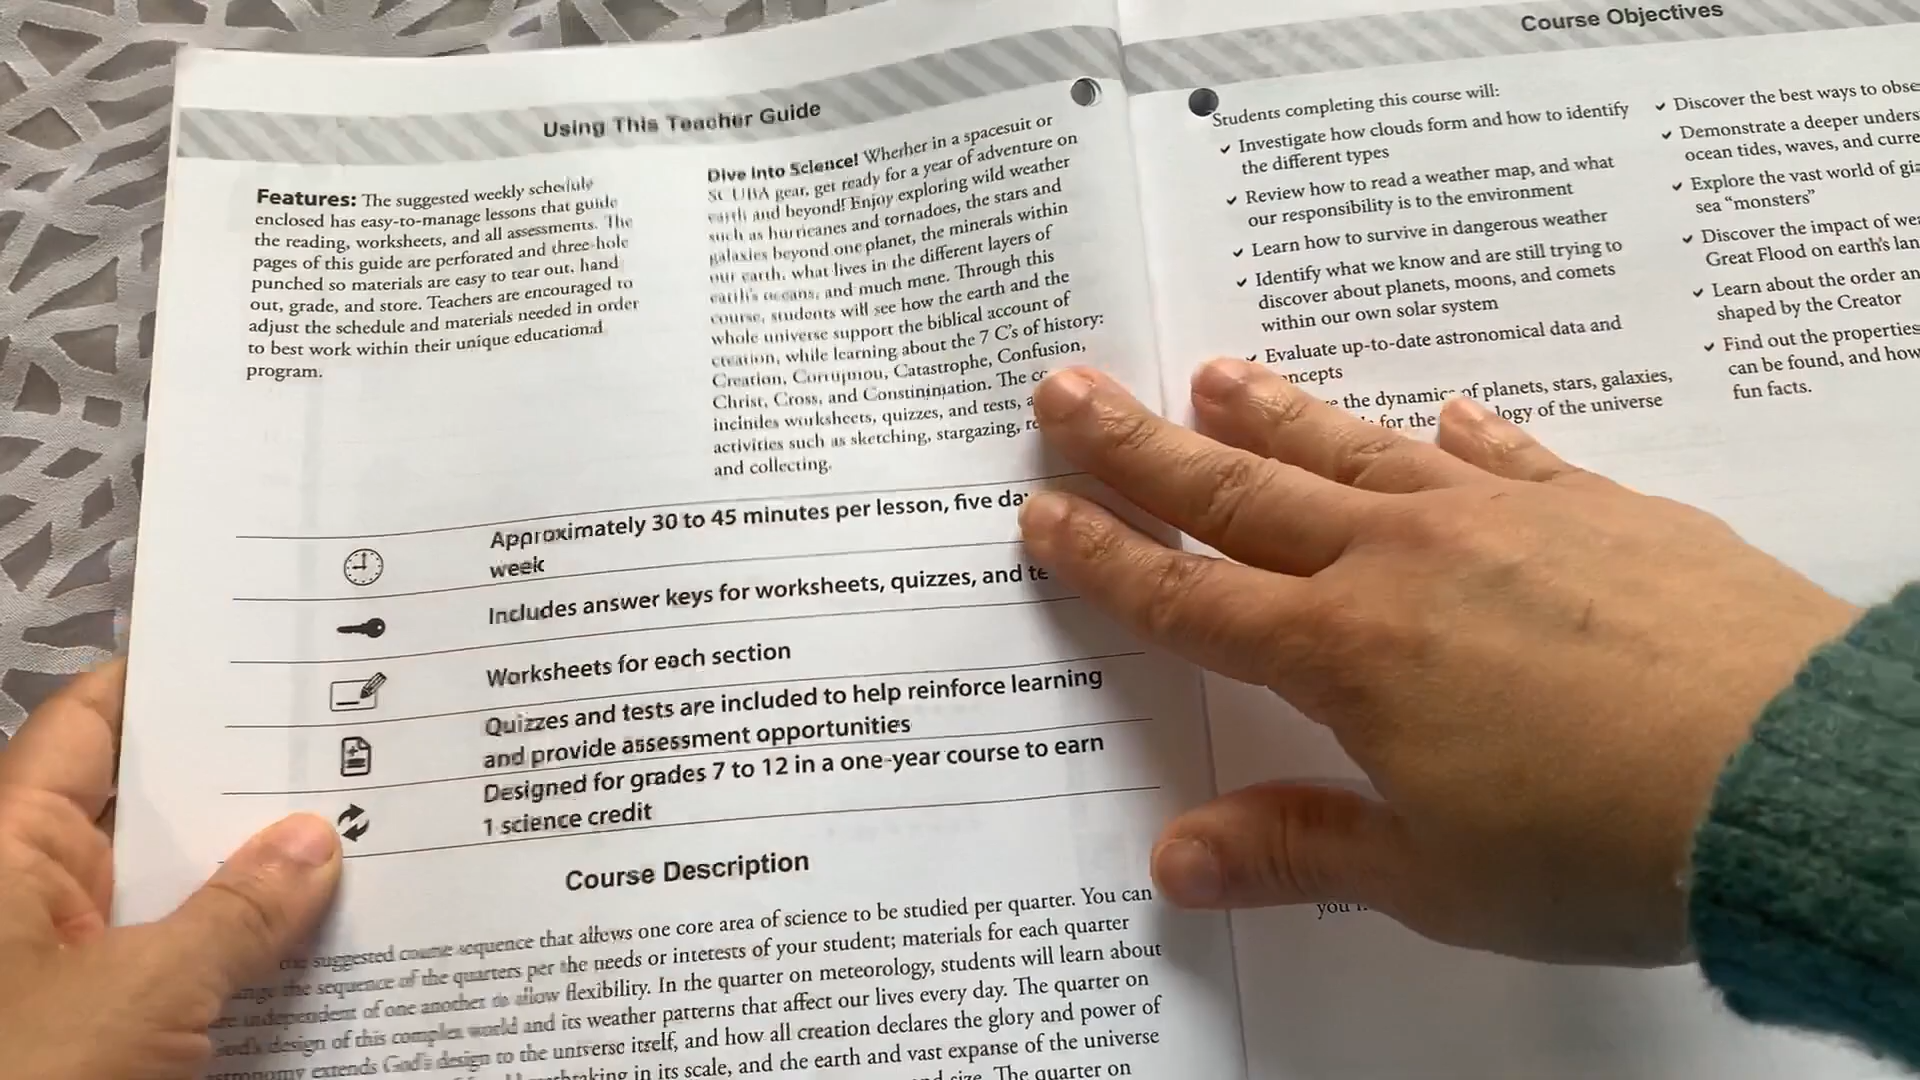 Using This Teacher Guide
Features: The suggested weekly schedule
enclosed has easy-to-manage lessons that guide
the reading, worksheets, and all assessments. The
pages of this guide are perforated and three-hole
punched so materials are easy to tear out, hand
out, grade, and store. Teachers are encouraged to
adjust the schedule and materials needed in order
to best work within their unique educational
program.
Dive Into Science! Whether in a spacesuit or
SCUBA gear, get ready for a year of adventure on
earth and beyond! Enjoy exploring wild weather
such as hurricanes and tornadoes, the stars and
galaxies beyond one planet, the minerals within
our earth, what lives in the different layers of
earth's oceans, and much more. Through this
course, students will see how the earth and the
whole universe support the biblical account of
creation, while learning about the 7 C's of history:
Creation, Catastrophe, Confusion,
Christ, Cross, and The
worksheets, quizzes, and tests,
activities such as sketching, stargazing,
and collecting.
Approximately 30 to 45 minutes per lesson, five
week
Includes answer keys for worksheets, quizzes, and
Worksheets for each section
Quizzes and tests are included to help reinforce learning
and provide assessment opportunities
Designed for grades 7 to 12 in a one-year course to earn
1 science credit
Course Description
suggested course sequence that allows one core area of science to be studied per quarter. You can
the sequence of the quarters per the needs or interests of your student; materials for each quarter
independent of one another to allow flexibility. In the quarter on meteorology, students will learn about
God's design of this complex world and its weather patterns that affect our lives every day. The quarter on
extends God's design to the universe itself, and how all creation declares the glory and power of
in its scale, and the earth and vast expanse of the universe
size. The quarter on
Course Objectives
Students completing this course will:
✓ Investigate how clouds form and how to identify
the different types
✓ Review how to read a weather map, and what
our responsibility is to the environment
✓ Learn how to survive in dangerous weather
✓ Identify what we know and are still trying to
discover about planets, moons, and comets
within our own solar system
✓ Evaluate up-to-date astronomical data and
the dynamics of planets, stars, galaxies,
for the of the universe
✓ Discover the best ways to
✓ Demonstrate a deeper
ocean tides, waves, and
✓ Explore the vast world of
sea “monsters”
✓ Discover the impact of
Great Flood on earth's
✓ Learn about the order
shaped by the Creator
✓ Find out the properties
can be found, and how
fun facts.
you